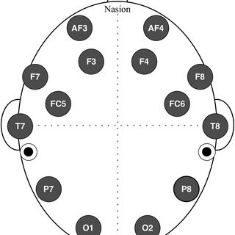 Nasion
AF3 AF4
F3 F4
F7 F8
FC5 FC6
T7 T8
P7 P8
O1 O2